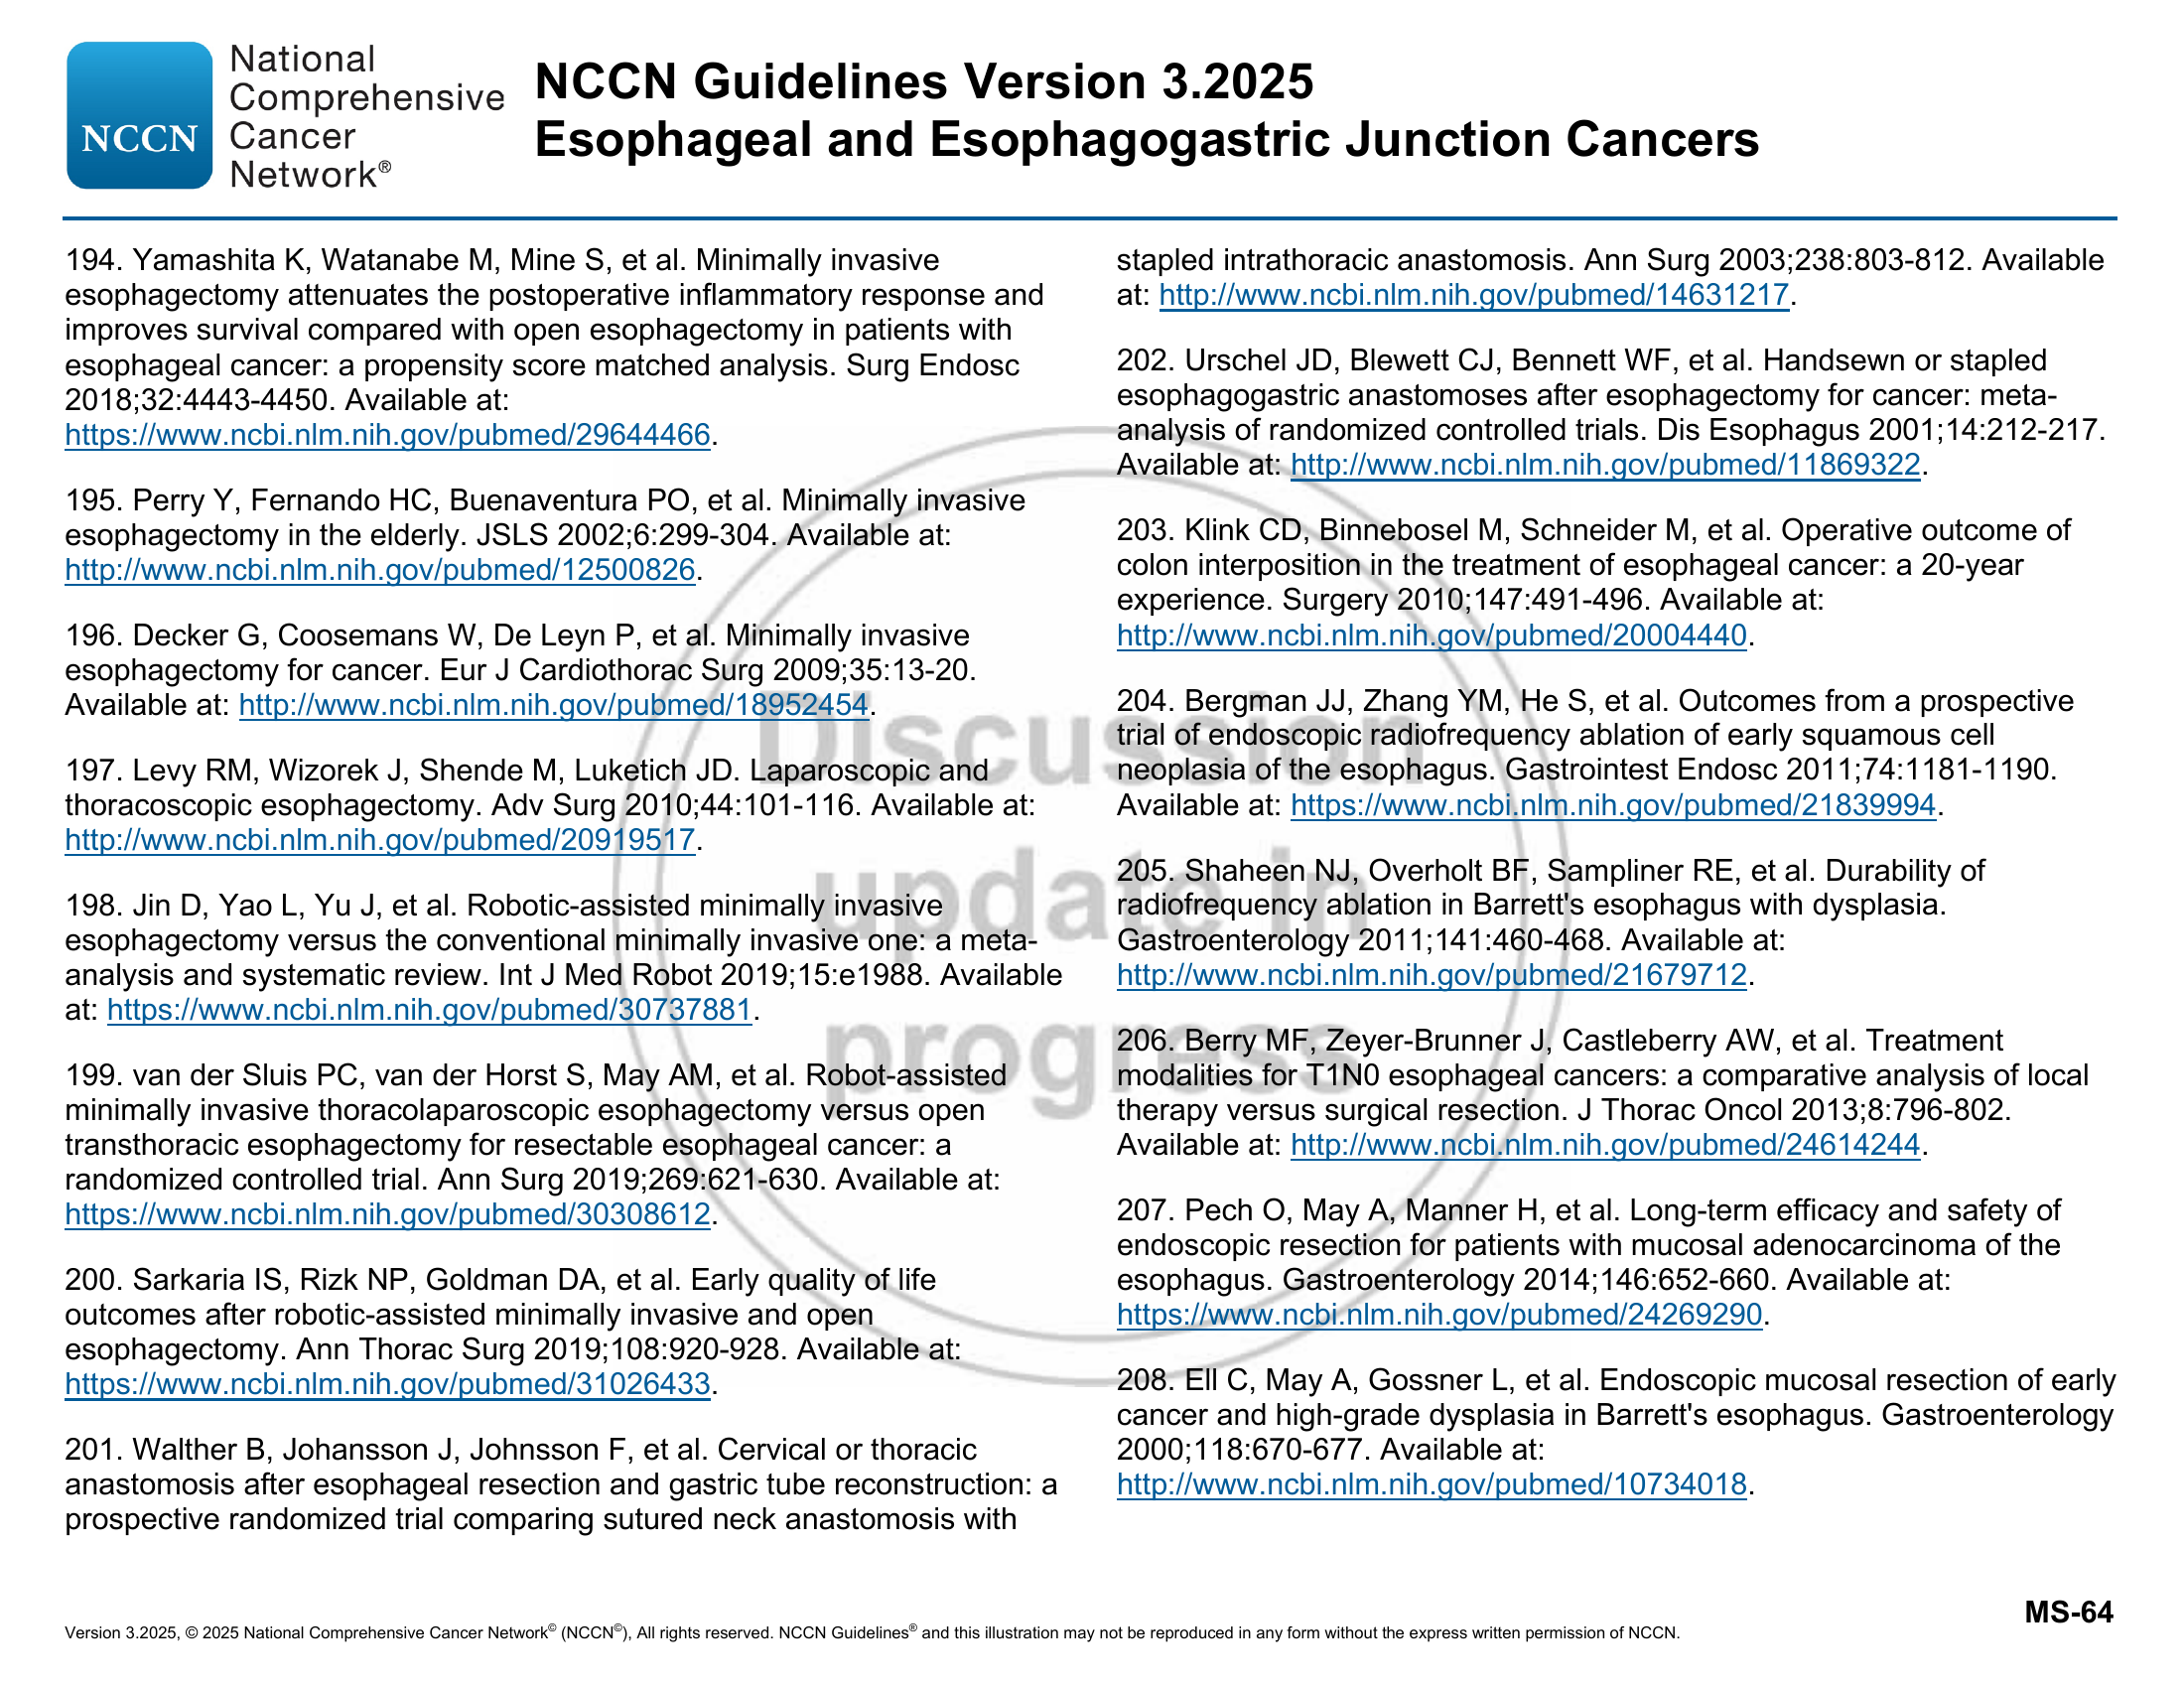 National
Comprehensive
Cancer
Network®
NCCN
NCCN Guidelines Version 3.2025
Esophageal and Esophagogastric Junction Cancers
194. Yamashita K, Watanabe M, Mine S, et al. Minimally invasive
esophagectomy attenuates the postoperative inflammatory response and
improves survival compared with open esophagectomy in patients with
esophageal cancer: a propensity score matched analysis. Surg Endosc
2018;32:4443-4450. Available at:
https://www.ncbi.nlm.nih.gov/pubmed/29644466.
195. Perry Y, Fernando HC, Buenaventura PO, et al. Minimally invasive
esophagectomy in the elderly. JSLS 2002;6:299-304. Available at:
http://www.ncbi.nlm.nih.gov/pubmed/12500826.
196. Decker G, Coosemans W, De Leyn P, et al. Minimally invasive
esophagectomy for cancer. Eur J Cardiothorac Surg 2009;35:13-20.
Available at: http://www.ncbi.nlm.nih.gov/pubmed/18952454.
197. Levy RM, Wizorek J, Shende M, Luketich JD. Laparoscopic and
thoracoscopic esophagectomy. Adv Surg 2010;44:101-116. Available at:
http://www.ncbi.nlm.nih.gov/pubmed/20919517.
198. Jin D, Yao L, Yu J, et al. Robotic-assisted minimally invasive
esophagectomy versus the conventional minimally invasive one: a meta-
analysis and systematic review. Int J Med Robot 2019;15:e1988. Available
at: https://www.ncbi.nlm.nih.gov/pubmed/30737881.
199. van der Sluis PC, van der Horst S, May AM, et al. Robot-assisted
minimally invasive thoracolaparoscopic esophagectomy versus open
transthoracic esophagectomy for resectable esophageal cancer: a
randomized controlled trial. Ann Surg 2019;269:621-630. Available at:
https://www.ncbi.nlm.nih.gov/pubmed/30308612.
200. Sarkaria IS, Rizk NP, Goldman DA, et al. Early quality of life
outcomes after robotic-assisted minimally invasive and open
esophagectomy. Ann Thorac Surg 2019;108:920-928. Available at:
https://www.ncbi.nlm.nih.gov/pubmed/31026433.
201. Walther B, Johansson J, Johnsson F, et al. Cervical or thoracic
anastomosis after esophageal resection and gastric tube reconstruction: a
prospective randomized trial comparing sutured neck anastomosis with
stapled intrathoracic anastomosis. Ann Surg 2003;238:803-812. Available
at: http://www.ncbi.nlm.nih.gov/pubmed/14631217.
202. Urschel JD, Blewett CJ, Bennett WF, et al. Handsewn or stapled
esophagogastric anastomoses after esophagectomy for cancer: meta-
analysis of randomized controlled trials. Dis Esophagus 2001;14:212-217.
Available at: http://www.ncbi.nlm.nih.gov/pubmed/11869322.
203. Klink CD, Binnebosel M, Schneider M, et al. Operative outcome of
colon interposition in the treatment of esophageal cancer: a 20-year
experience. Surgery 2010;147:491-496. Available at:
http://www.ncbi.nlm.nih.gov/pubmed/20004440.
204. Bergman JJ, Zhang YM, He S, et al. Outcomes from a prospective
trial of endoscopic radiofrequency ablation of early squamous cell
neoplasia of the esophagus. Gastrointest Endosc 2011;74:1181-1190.
Available at: https://www.ncbi.nlm.nih.gov/pubmed/21839994.
205. Shaheen NJ, Overholt BF, Sampliner RE, et al. Durability of
radiofrequency ablation in Barrett's esophagus with dysplasia.
Gastroenterology 2011;141:460-468. Available at:
http://www.ncbi.nlm.nih.gov/pubmed/21679712.
206. Berry MF, Zeyer-Brunner J, Castleberry AW, et al. Treatment
modalities for T1N0 esophageal cancers: a comparative analysis of local
therapy versus surgical resection. J Thorac Oncol 2013;8:796-802.
Available at: http://www.ncbi.nlm.nih.gov/pubmed/24614244.
207. Pech O, May A, Manner H, et al. Long-term efficacy and safety of
endoscopic resection for patients with mucosal adenocarcinoma of the
esophagus. Gastroenterology 2014;146:652-660. Available at:
https://www.ncbi.nlm.nih.gov/pubmed/24269290.
208. Ell C, May A, Gossner L, et al. Endoscopic mucosal resection of early
cancer and high-grade dysplasia in Barrett's esophagus. Gastroenterology
2000;118:670-677. Available at:
http://www.ncbi.nlm.nih.gov/pubmed/10734018.
Discussion
update in
progress
MS-64
Version 3.2025, © 2025 National Comprehensive Cancer Network© (NCCN©), All rights reserved. NCCN Guidelines® and this illustration may not be reproduced in any form without the express written permission of NCCN.